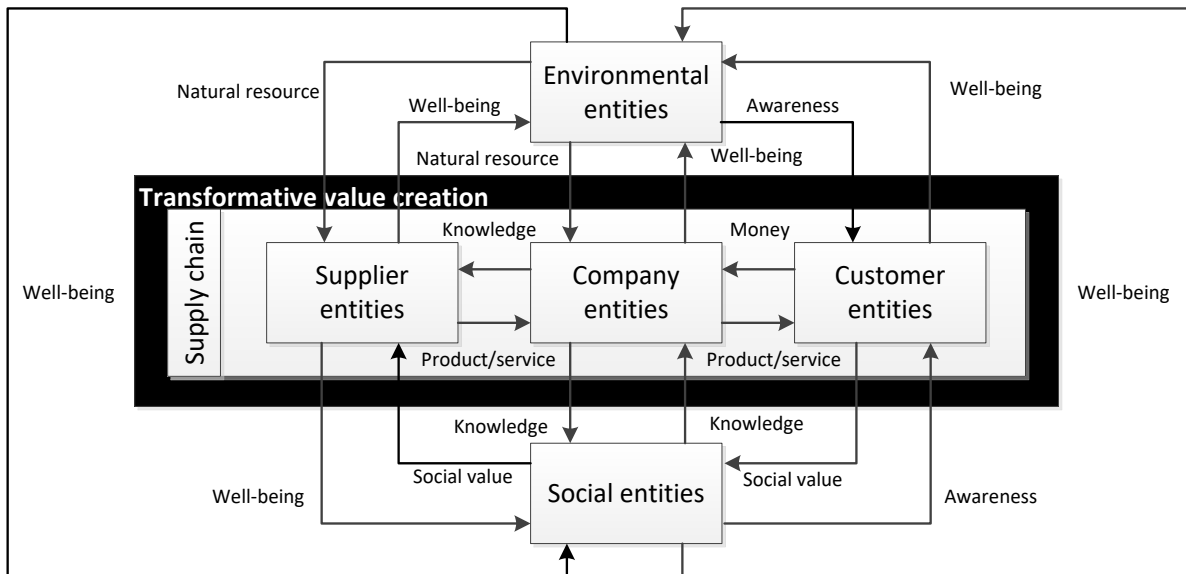 Environmental
entities
Natural resource
Well-being
Awareness
Well-being
Natural resource
Well-being
Transformative value creation
Supply chain
Knowledge
Money
Supplier
entities
Company
entities
Customer
entities
Well-being
Well-being
Product/service
Product/service
Knowledge
Knowledge
Social value
Social value
Well-being
Social entities
Awareness